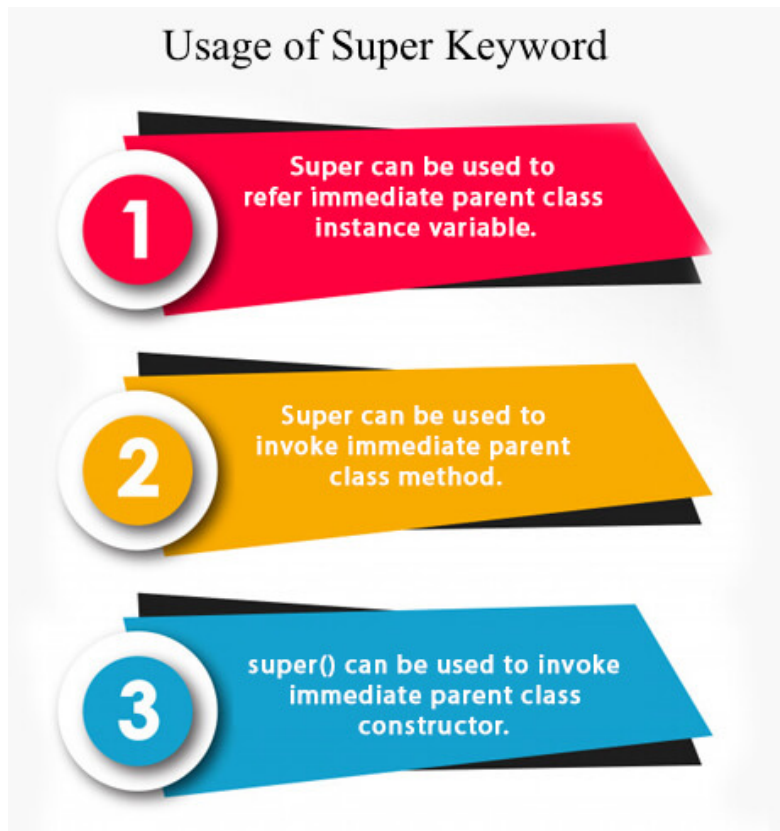 Usage of Super Keyword
1
Super can be used to
refer immediate parent class
instance variable.
2
Super can be used to
invoke immediate parent
class method.
3
super() can be used to invoke
immediate parent class
constructor.